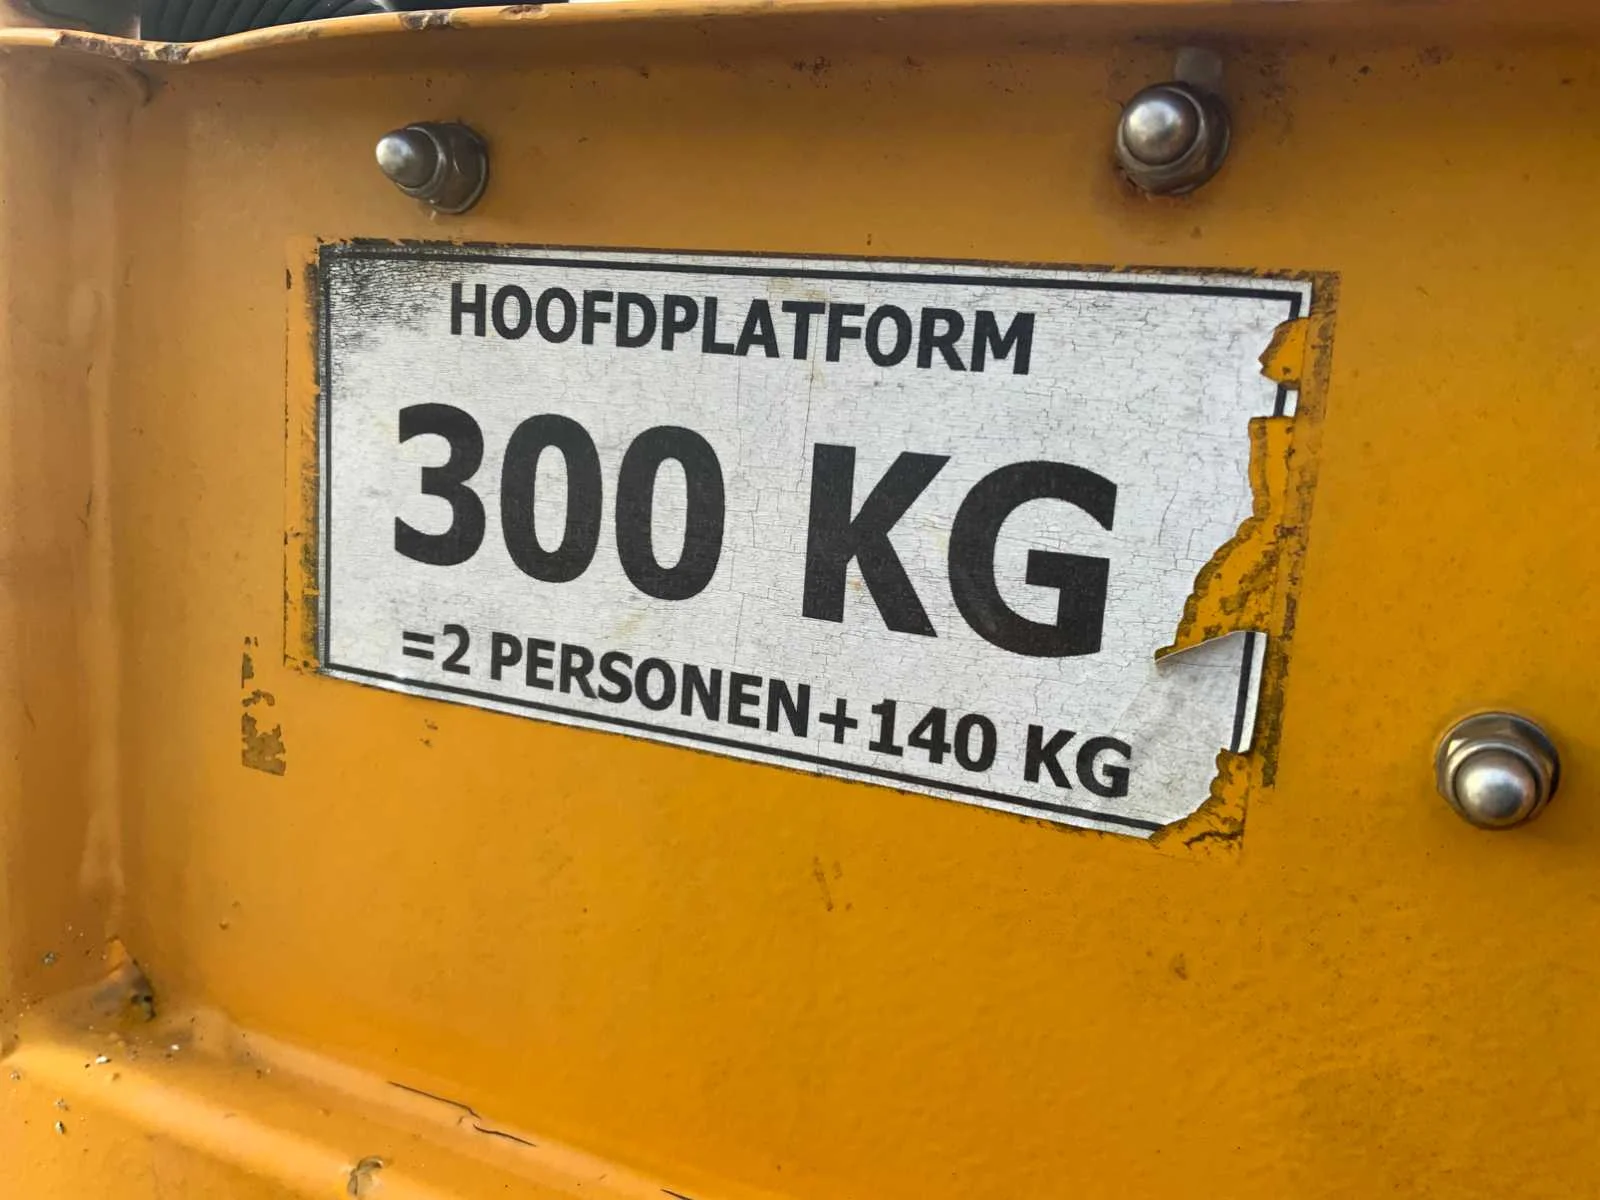 HOOFDPLATFORM
300 KG
=2 PERSONEN+140 KG